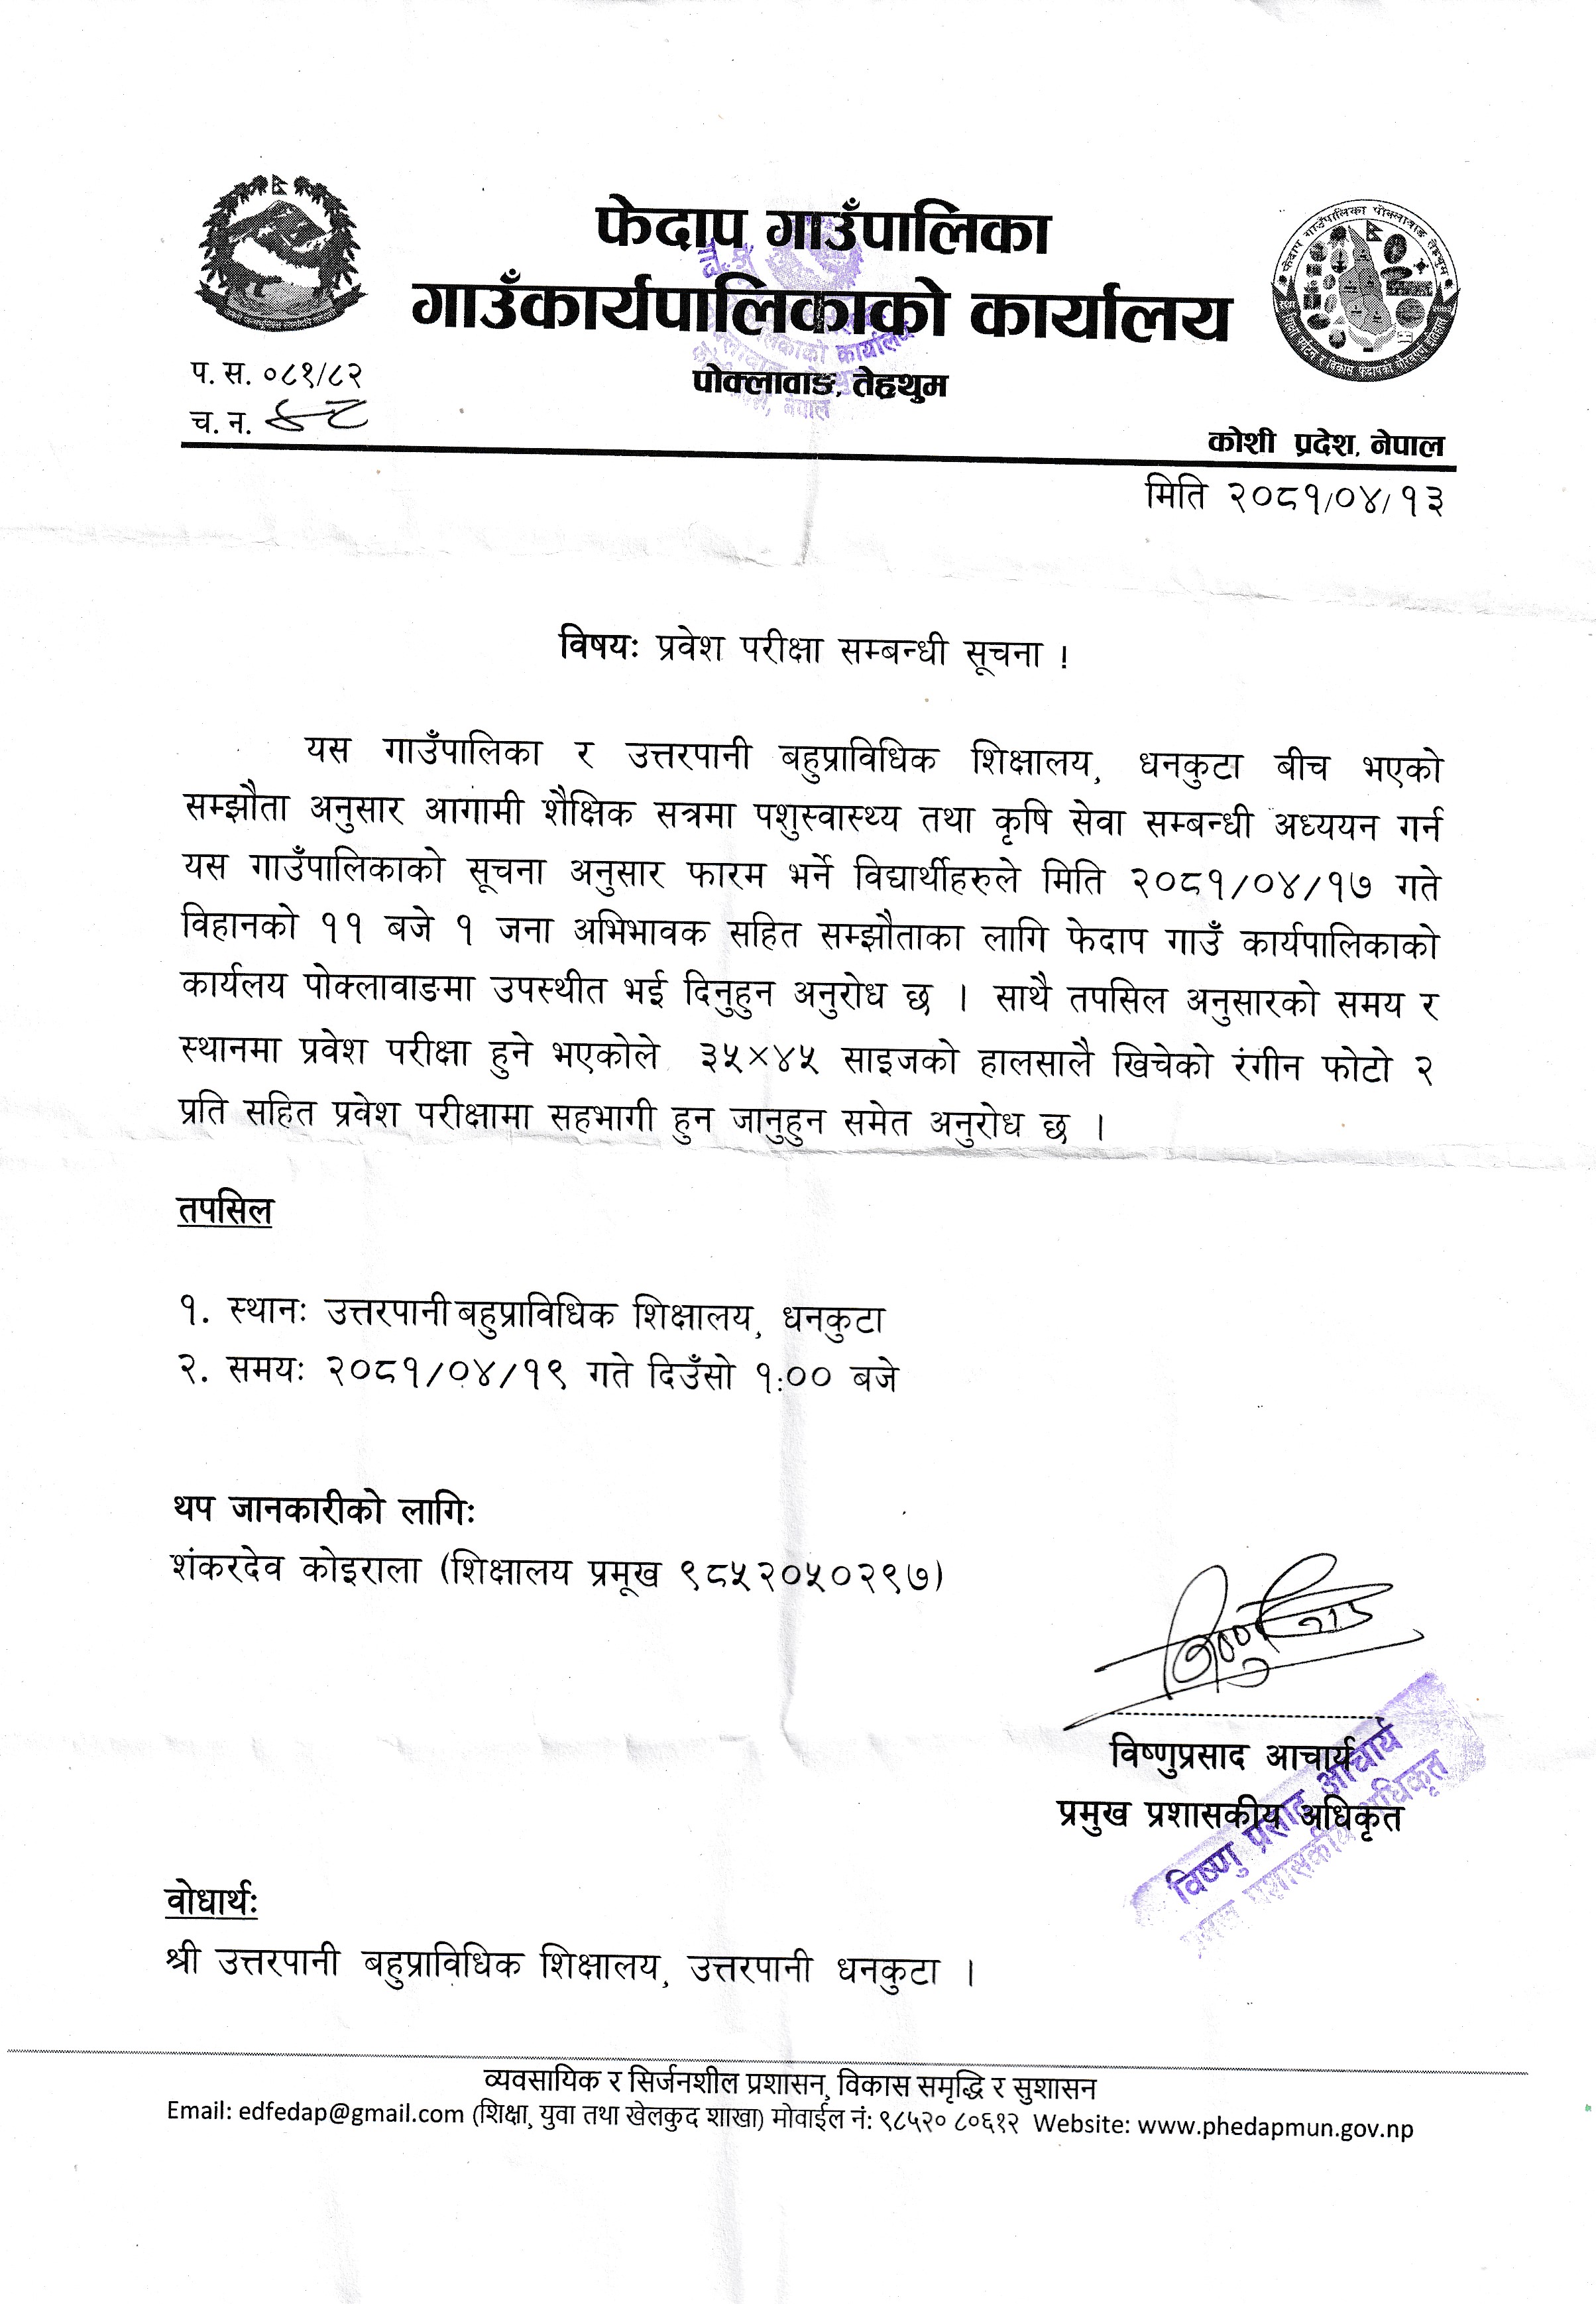 फेदाप गाउँपालिका
गाउँकार्यपालिकाको कार्यालय
पोक्लावाङ, तेह्रथुम
प. स. ०८१/८२
च. न. ४८
कोशी प्रदेश, नेपाल
मिति २०८१/०४/१३
विषयः प्रवेश परीक्षा सम्बन्धी सूचना !
यस गाउँपालिका र उत्तरपानी बहुप्राविधिक शिक्षालय, धनकुटा बीच भएको
सम्झौता अनुसार आगामी शैक्षिक सत्रमा पशुस्वास्थ्य तथा कृषि सेवा सम्बन्धी अध्ययन गर्न
यस गाउँपालिकाको सूचना अनुसार फारम भर्ने विद्यार्थीहरुले मिति २०८१/०४/१७ गते
विहानको ११ बजे १ जना अभिभावक सहित सम्झौताका लागि फेदाप गाउँ कार्यपालिकाको
कार्यलय पोक्लावाङमा उपस्थीत भई दिनुहुन अनुरोध छ । साथै तपसिल अनुसारको समय र
स्थानमा प्रवेश परीक्षा हुने भएकोले ३५×४५ साइजको हालसालै खिचेको रंगीन फोटो २
प्रति सहित प्रवेश परीक्षामा सहभागी हुन जानुहुन समेत अनुरोध छ ।
तपसिल
१. स्थानः उत्तरपानी बहुप्राविधिक शिक्षालय, धनकुटा
२. समयः २०८१/०४/१९ गते दिउँसो १:०० बजे
थप जानकारीको लागिः
शंकरदेव कोइराला (शिक्षालय प्रमूख ९८५२०५०२९७)
विष्णुप्रसाद आचार्य
प्रमुख प्रशासकीय अधिकृत
विष्णु प्रसाद आचार्य
प्रमुख प्रशासकीय अधिकृत
वोधार्थः
श्री उत्तरपानी बहुप्राविधिक शिक्षालय, उत्तरपानी धनकुटा ।
व्यवसायिक र सिर्जनशील प्रशासन, विकास समृद्धि र सुशासन
Email: edfedap@gmail.com (शिक्षा, युवा तथा खेलकुद शाखा) मोवाईल नं: ९८५२० ८०६१२ Website: www.phedapmun.gov.np